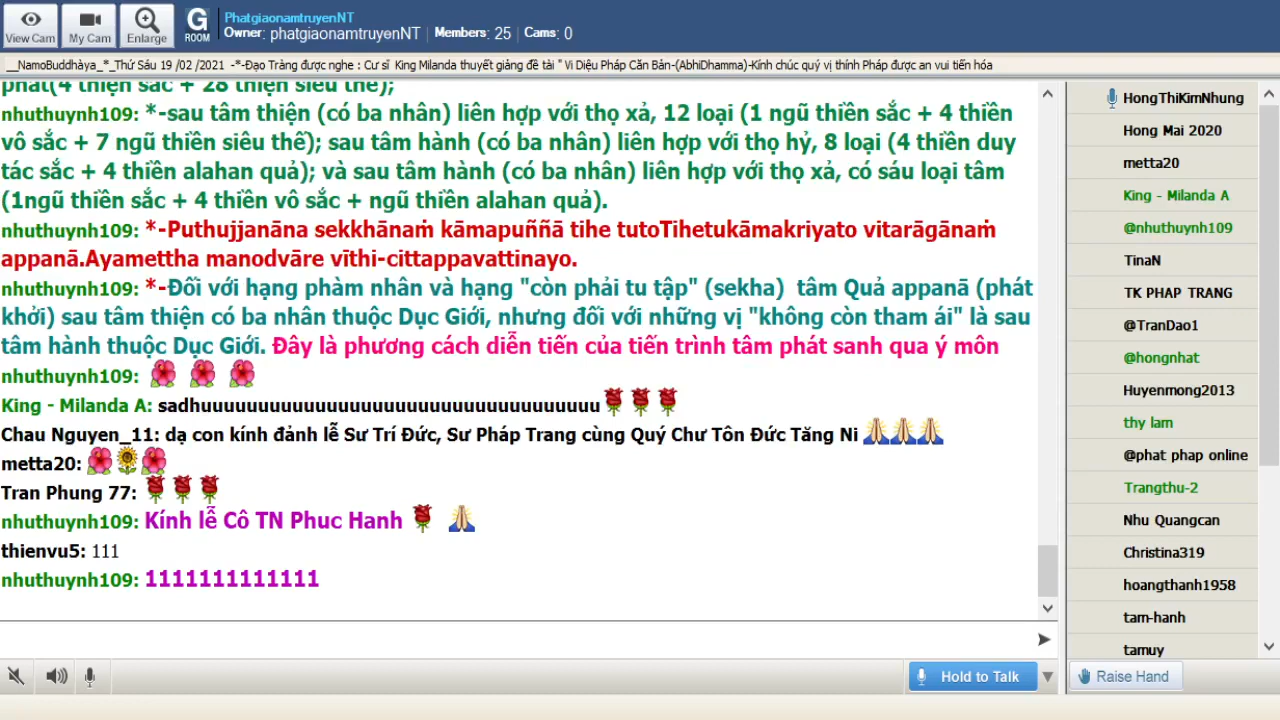 View Cam
My Cam
Enlarge
G
ROOM
PhatgiaonamtruyenNT
Owner: phatgiaonamtruyenNT | Members: 25 | Cams: 0
__NamoBuddhàya_*_Thứ Sáu 19 /02 /2021 -*-Đạo Tràng được nghe : Cư sĩ King Milanda thuyết giảng đề tài " Vi Diệu Pháp Căn Bản-(AbhiDhamma)-Kính chúc quý vị thính Pháp được an vui tiến hóa
phát(4 thiện sắc + 28 thiện siêu thế);
nhuthuynh109: *-sau tâm thiện (có ba nhân) liên hợp với thọ xả, 12 loại (1 ngũ thiền sắc + 4 thiền
vô sắc + 7 ngũ thiền siêu thế); sau tâm hành (có ba nhân) liên hợp với thọ hỷ, 8 loại (4 thiền duy
tác sắc + 4 thiền alahan quả); và sau tâm hành (có ba nhân) liên hợp với thọ xả, có sáu loại tâm
(1ngũ thiền sắc + 4 thiền vô sắc + ngũ thiền alahan quả).
nhuthuynh109: *-Puthujjanāna sekkhānaṁ kāmapuññā tihe tutoTihetukāmakriyato vitarāgānaṁ
appanā.Ayamettha manodvāre vīthi-cittappavattinayo.
nhuthuynh109: *-Đối với hạng phàm nhân và hạng "còn phải tu tập" (sekha) tâm Quả appanā (phát
khởi) sau tâm thiện có ba nhân thuộc Dục Giới, nhưng đối với những vị "không còn tham ái" là sau
tâm hành thuộc Dục Giới. Đây là phương cách diễn tiến của tiến trình tâm phát sanh qua ý môn
nhuthuynh109:
King - Milanda A: sadhuuuuuuuuuuuuuuuuuuuuuuuuuuuuuuuuuuu
Chau Nguyen_11: dạ con kính đảnh lễ Sư Trí Đức, Sư Pháp Trang cùng Quý Chư Tôn Đức Tăng Ni
metta20:
Tran Phung 77:
nhuthuynh109: Kính lễ Cô TN Phuc Hanh
thienvu5: 111
nhuthuynh109: 1111111111111
HongThiKimNhung
Hong Mai 2020
metta20
King - Milanda A
@nhuthuynh109
TinaN
TK PHAP TRANG
@TranDao1
@hongnhat
Huyenmong2013
thy lam
@phat phap online
Trangthu-2
Nhu Quangcan
Christina319
hoangthanh1958
tam-hanh
tamuy
Hold to Talk
Raise Hand